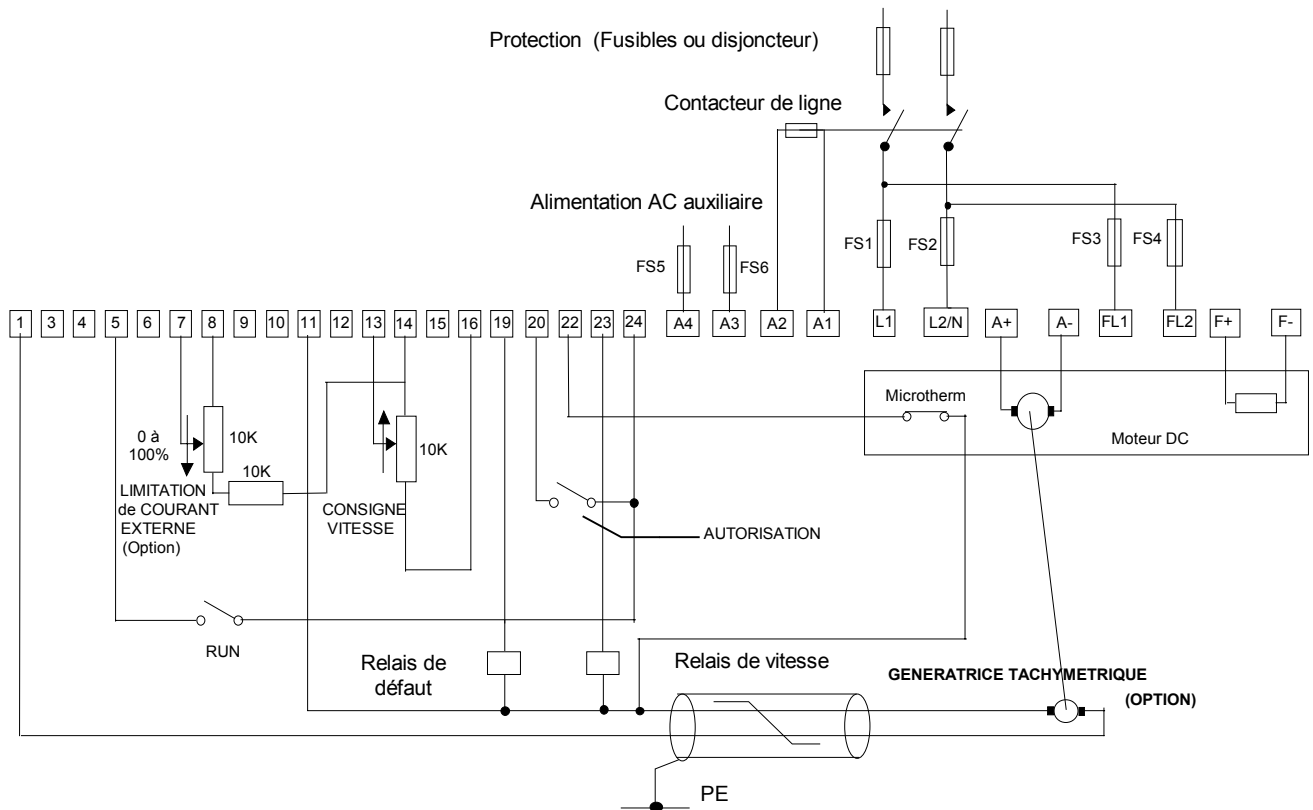 Protection (Fusibles ou disjoncteur)
Contacteur de ligne
Alimentation AC auxiliaire
FS5
FS6
FS1
FS2
FS3
FS4
1 3 4 5 6 7 8 9 10 11 12 13 14 15 16 19 20 22 23 24 A4 A3 A2 A1 L1 L2/N A+ A- FL1 FL2 F+ F-
Microtherm
Moteur DC
0 à
100%
10K
10K
10K
LIMITATION
de COURANT
EXTERNE
(Option)
CONSIGNE
VITESSE
AUTORISATION
RUN
Relais de
défaut
Relais de vitesse
GENERATRICE TACHYMETRIQUE
(OPTION)
PE